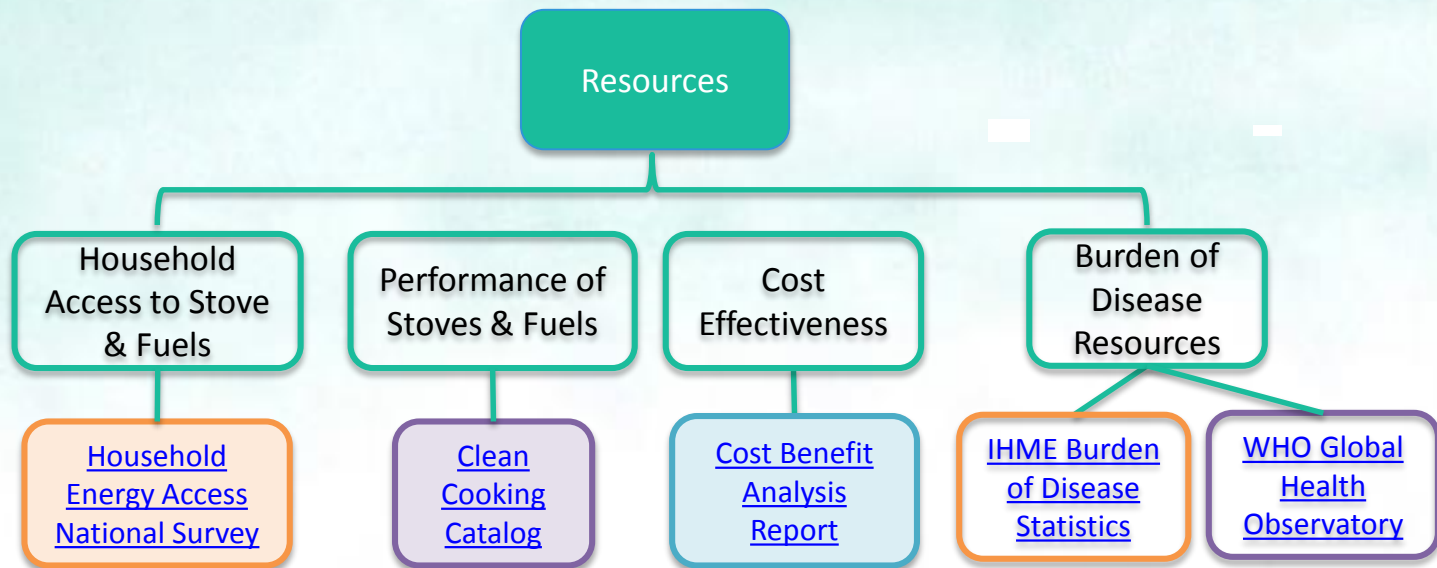 Resources
Household
Access to Stove
& Fuels
Performance of
Stoves & Fuels
Cost
Effectiveness
Burden of
Disease
Resources
Household
Energy Access
National Survey
Clean
Cooking
Catalog
Cost Benefit
Analysis
Report
IHME Burden
of Disease
Statistics
WHO Global
Health
Observatory